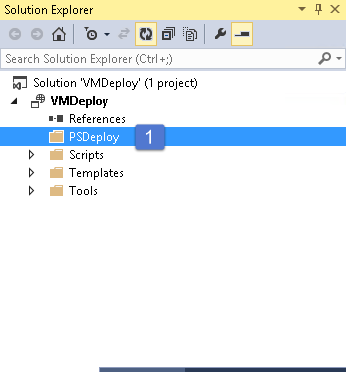 Solution Explorer
Search Solution Explorer (Ctrl+;)
Solution 'VMDeploy' (1 project)
VMDeploy
References
PSDeploy 1
Scripts
Templates
Tools